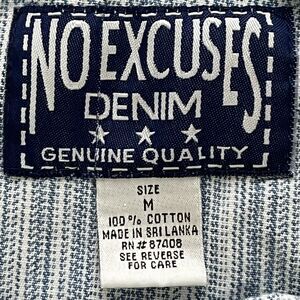 NO EXCUSES
DENIM
GENUINE QUALITY
SIZE
M
100% COTTON
MADE IN SRI LANKA
RN# 87408
SEE REVERSE
FOR CARE